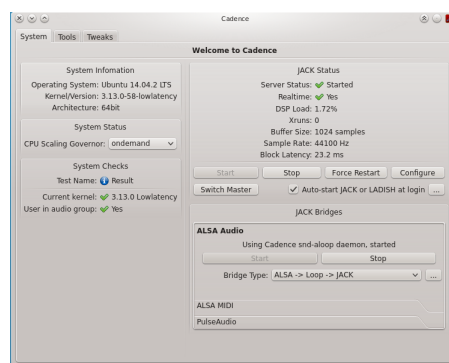 Cadence
System Tools Tweaks
Welcome to Cadence
System Infomation
Operating System: Ubuntu 14.04.2 LTS
Kernel/Version: 3.13.0-58-lowlatency
Architecture: 64bit
System Status
CPU Scaling Governor: ondemand
System Checks
Test Name: Result
Current kernel: 3.13.0 Lowlatency
User in audio group: Yes
JACK Status
Server Status: Started
Realtime: Yes
DSP Load: 1.72%
Xruns: 0
Buffer Size: 1024 samples
Sample Rate: 44100 Hz
Block Latency: 23.2 ms
Start Stop Force Restart Configure
Switch Master Auto-start JACK or LADISH at login ...
JACK Bridges
ALSA Audio
Using Cadence snd-aloop daemon, started
Start Stop
Bridge Type: ALSA -> Loop -> JACK ...
ALSA MIDI
PulseAudio